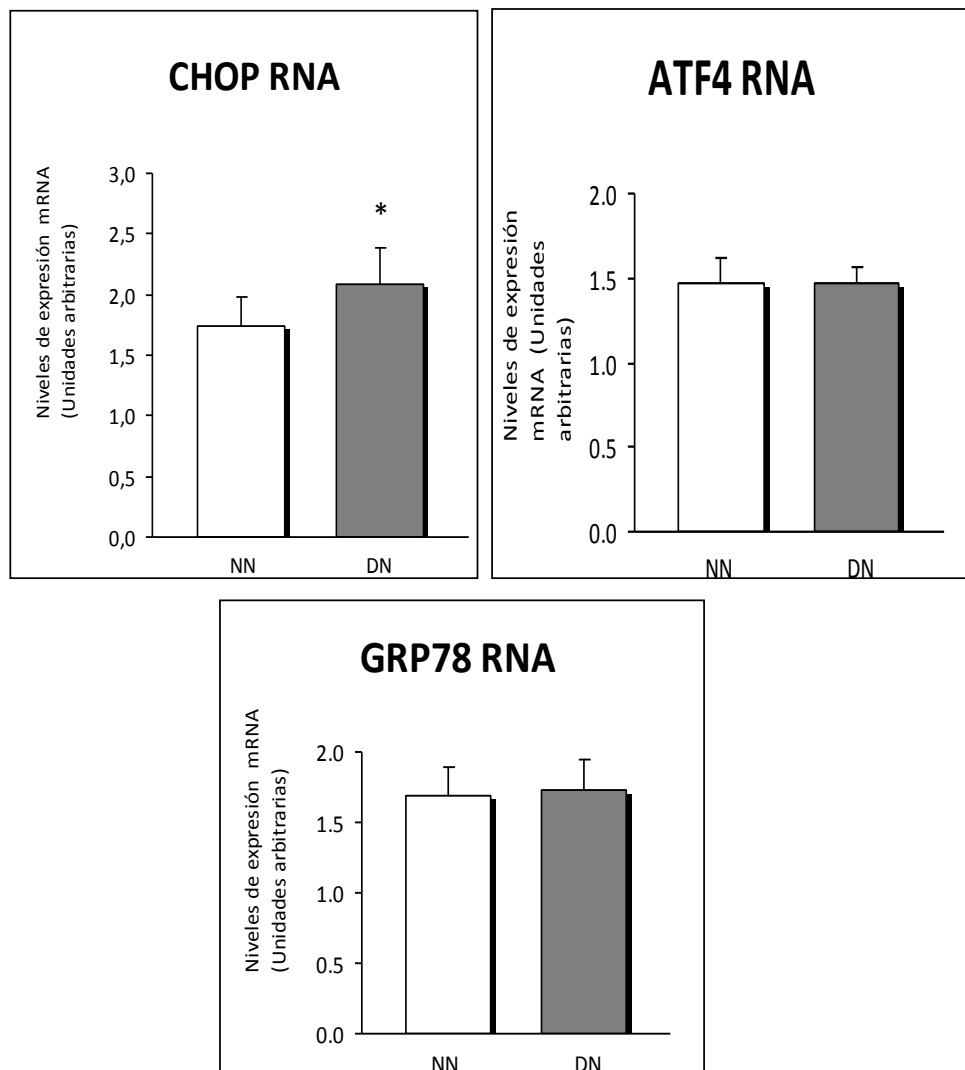 CHOP RNA
Niveles de expresión mRNA
(Unidades arbitrarias)
3,0
2,5
2,0
1,5
1,0
0,5
0,0
*
NN
DN
ATF4 RNA
Niveles de expresión
mRNA (Unidades
arbitrarias)
2.0
1.5
1.0
0.5
0.0
NN
DN
GRP78 RNA
Niveles de expresión mRNA
(Unidades arbitrarias)
2.0
1.5
1.0
0.5
0.0
NN
DN